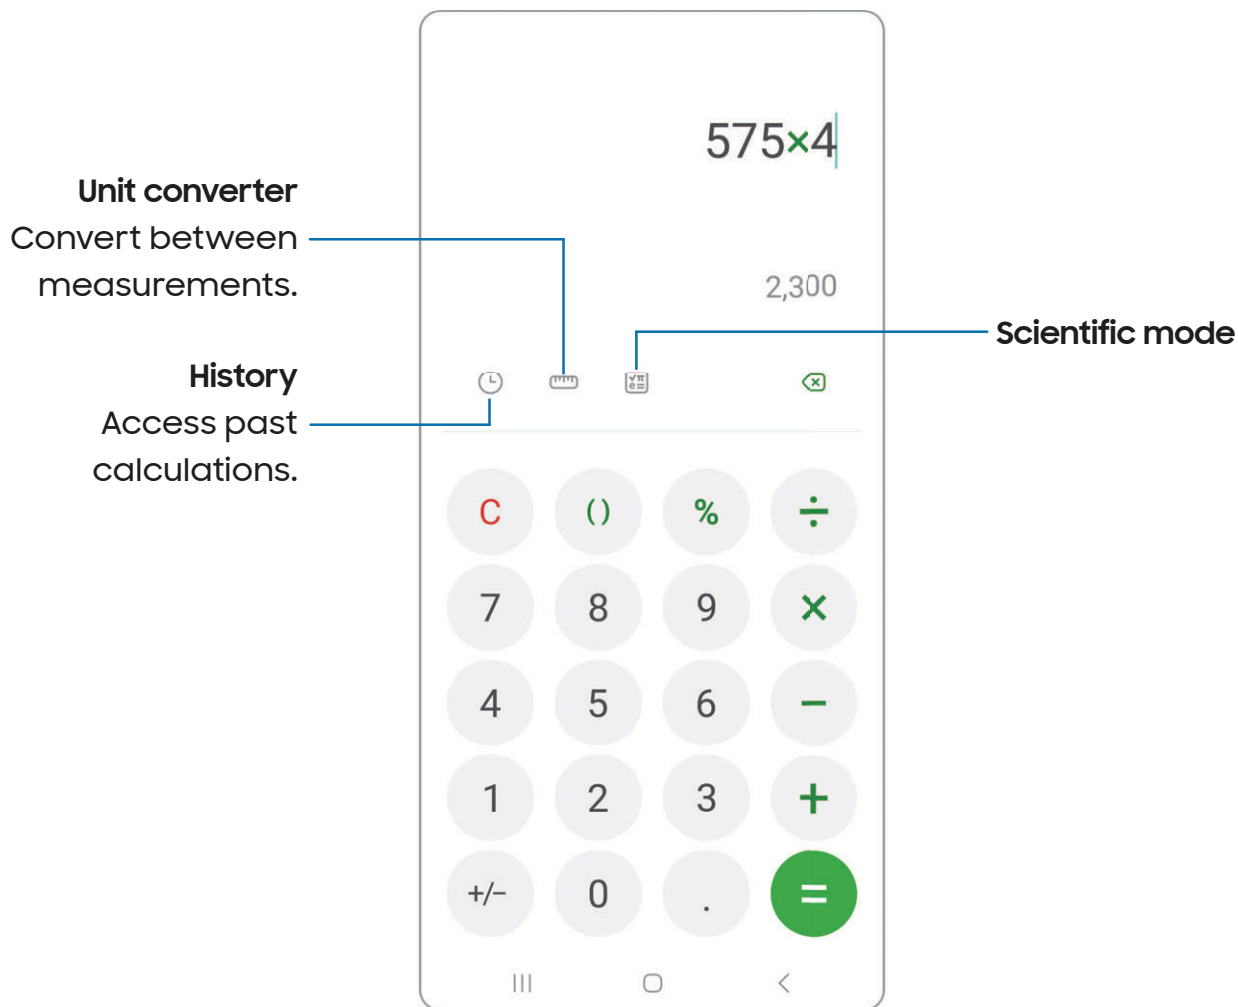 575×4
Unit converter
Convert between
measurements.
2,300
Scientific mode
History
Access past
calculations.
√π
e=
C () % ÷
7 8 9 ×
4 5 6 −
1 2 3 +
+/− 0 . =